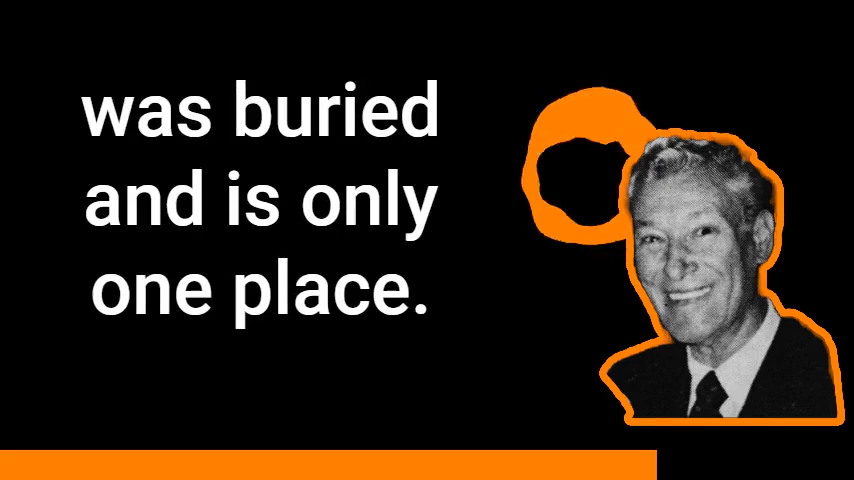 was buried
and is only
one place.